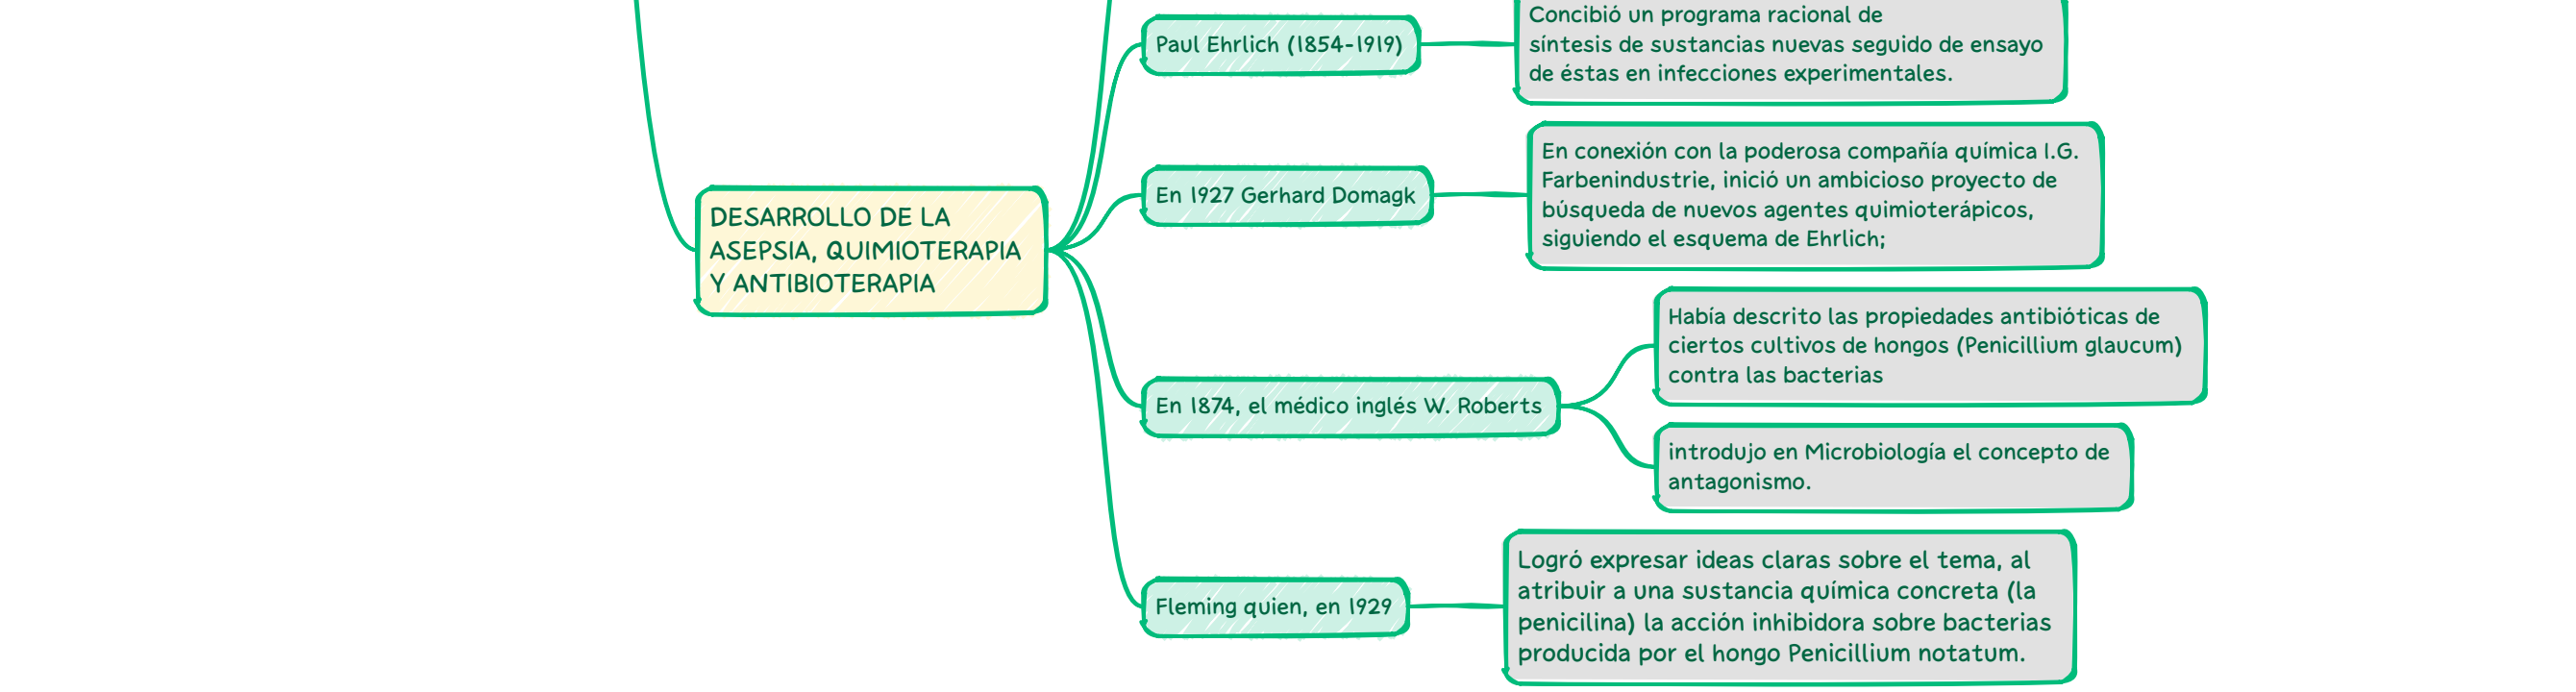 Concibió un programa racional de
síntesis de sustancias nuevas seguido de ensayo
de éstas en infecciones experimentales.
Paul Ehrlich (1854-1919)
En conexión con la poderosa compañía química I.G.
Farbenindustrie, inició un ambicioso proyecto de
búsqueda de nuevos agentes quimioterápicos,
siguiendo el esquema de Ehrlich;
En 1927 Gerhard Domagk
DESARROLLO DE LA
ASEPSIA, QUIMIOTERAPIA
Y ANTIBIOTERAPIA
Había descrito las propiedades antibióticas de
ciertos cultivos de hongos (Penicillium glaucum)
contra las bacterias
En 1874, el médico inglés W. Roberts
introdujo en Microbiología el concepto de
antagonismo.
Logró expresar ideas claras sobre el tema, al
atribuir a una sustancia química concreta (la
penicilina) la acción inhibidora sobre bacterias
producida por el hongo Penicillium notatum.
Fleming quien, en 1929